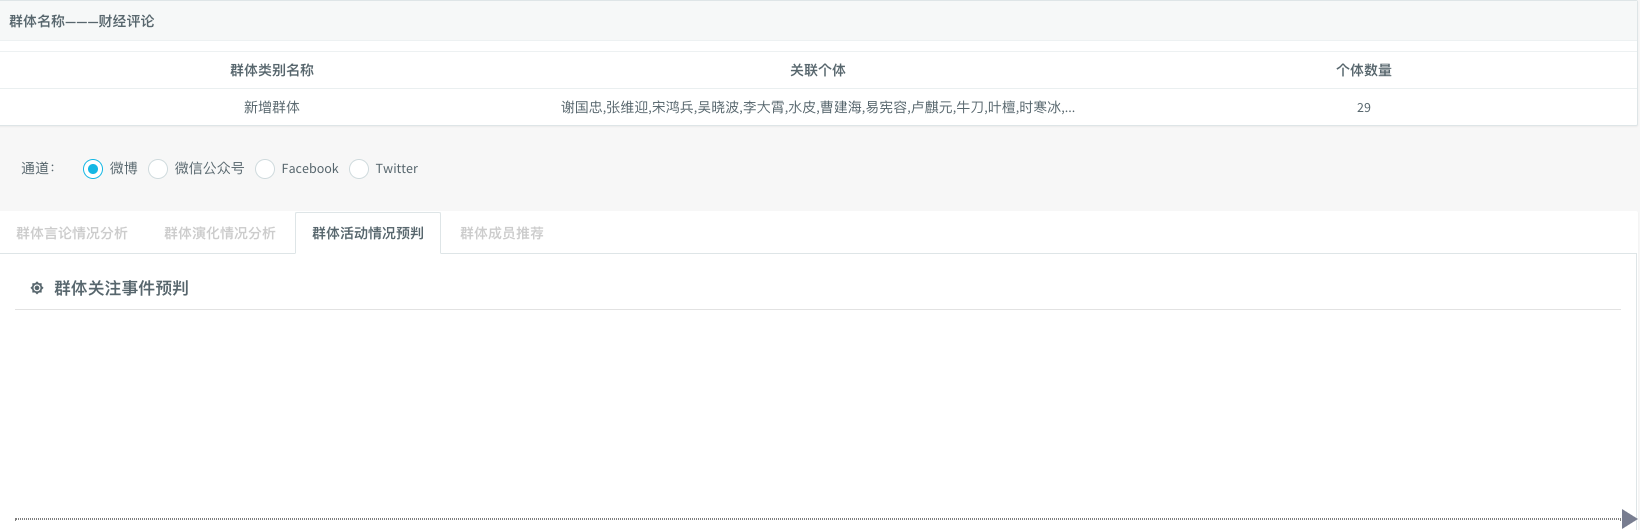 群体名称———财经评论
群体类别名称 关联个体 个体数量
新增群体 谢国忠,张维迎,宋鸿兵,吴晓波,李大霄,水皮,曹建海,易宪容,卢麒元,牛刀,叶檀,时寒冰,... 29
通道： 微博 微信公众号 Facebook Twitter
群体言论情况分析 群体演化情况分析 群体活动情况预判 群体成员推荐
群体关注事件预判